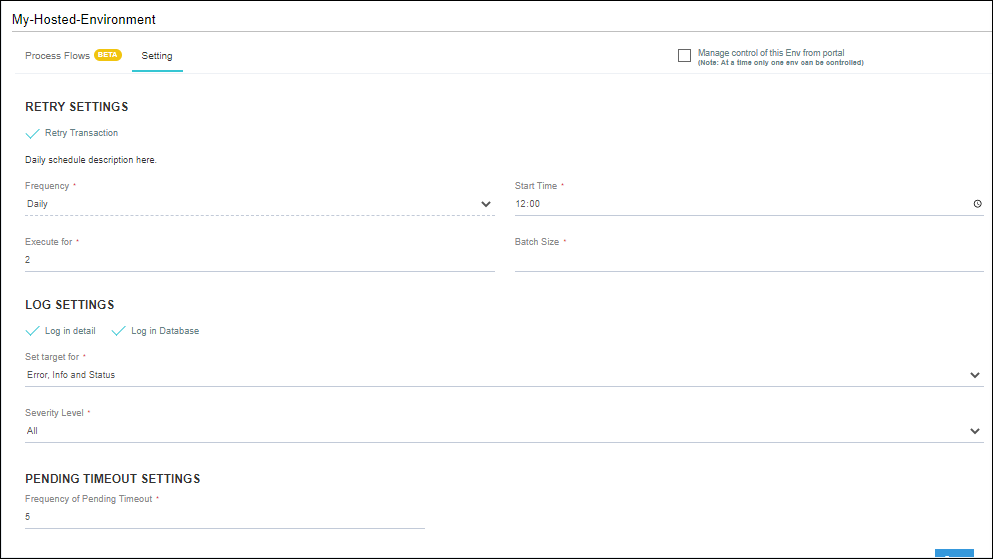 My-Hosted-Environment
Process Flows BETA Setting
Manage control of this Env from portal
(Note: At a time only one env can be controlled)
RETRY SETTINGS
Retry Transaction
Daily schedule description here.
Frequency * Start Time *
Daily 12:00
Execute for * Batch Size *
2
LOG SETTINGS
Log in detail Log in Database
Set target for *
Error, Info and Status
Severity Level *
All
PENDING TIMEOUT SETTINGS
Frequency of Pending Timeout *
5